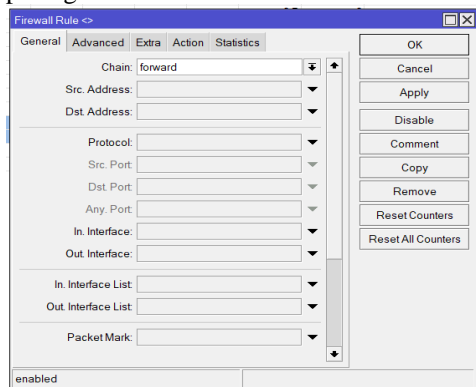 Firewall Rule <>
General Advanced Extra Action Statistics
Chain: forward
Src. Address:
Dst. Address:
Protocol:
Src. Port:
Dst. Port:
Any. Port:
In. Interface:
Out. Interface:
In. Interface List:
Out. Interface List:
Packet Mark:
OK
Cancel
Apply
Disable
Comment
Copy
Remove
Reset Counters
Reset All Counters
enabled